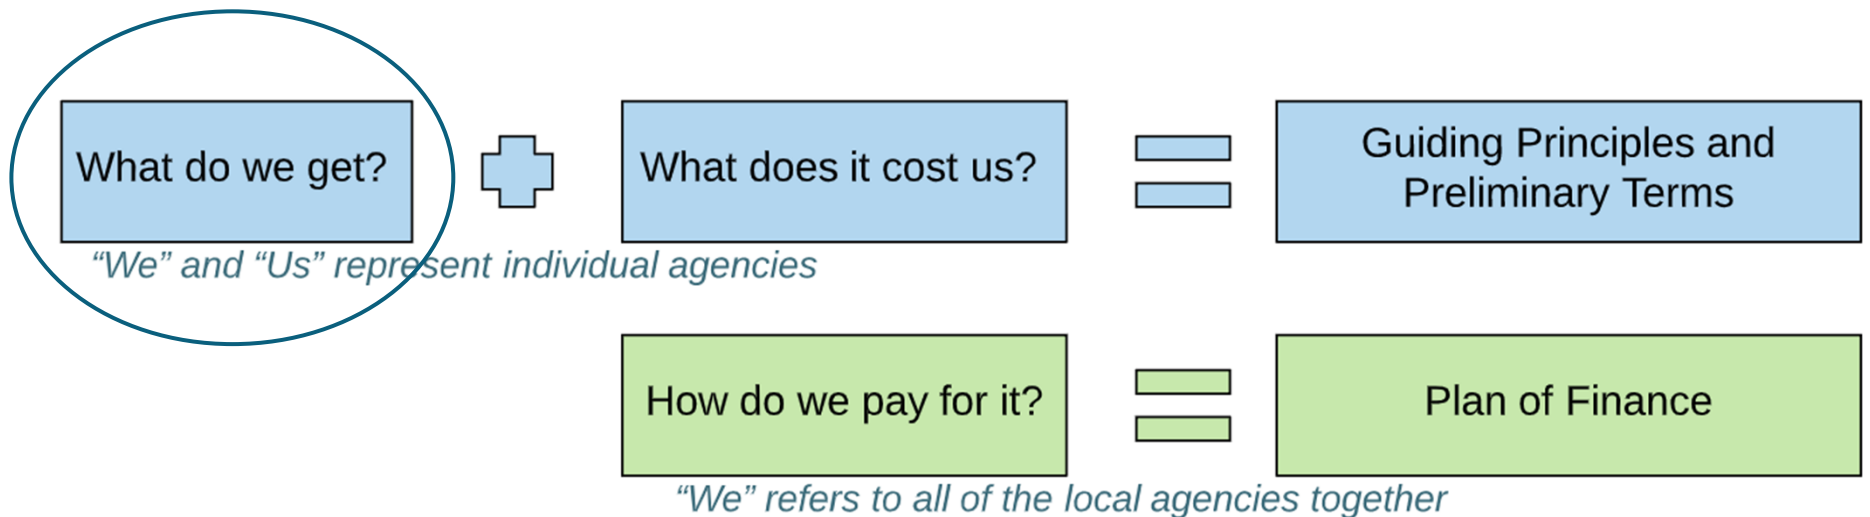 What do we get?
What does it cost us?
Guiding Principles and
Preliminary Terms
“We” and “Us” represent individual agencies
How do we pay for it?
Plan of Finance
“We” refers to all of the local agencies together